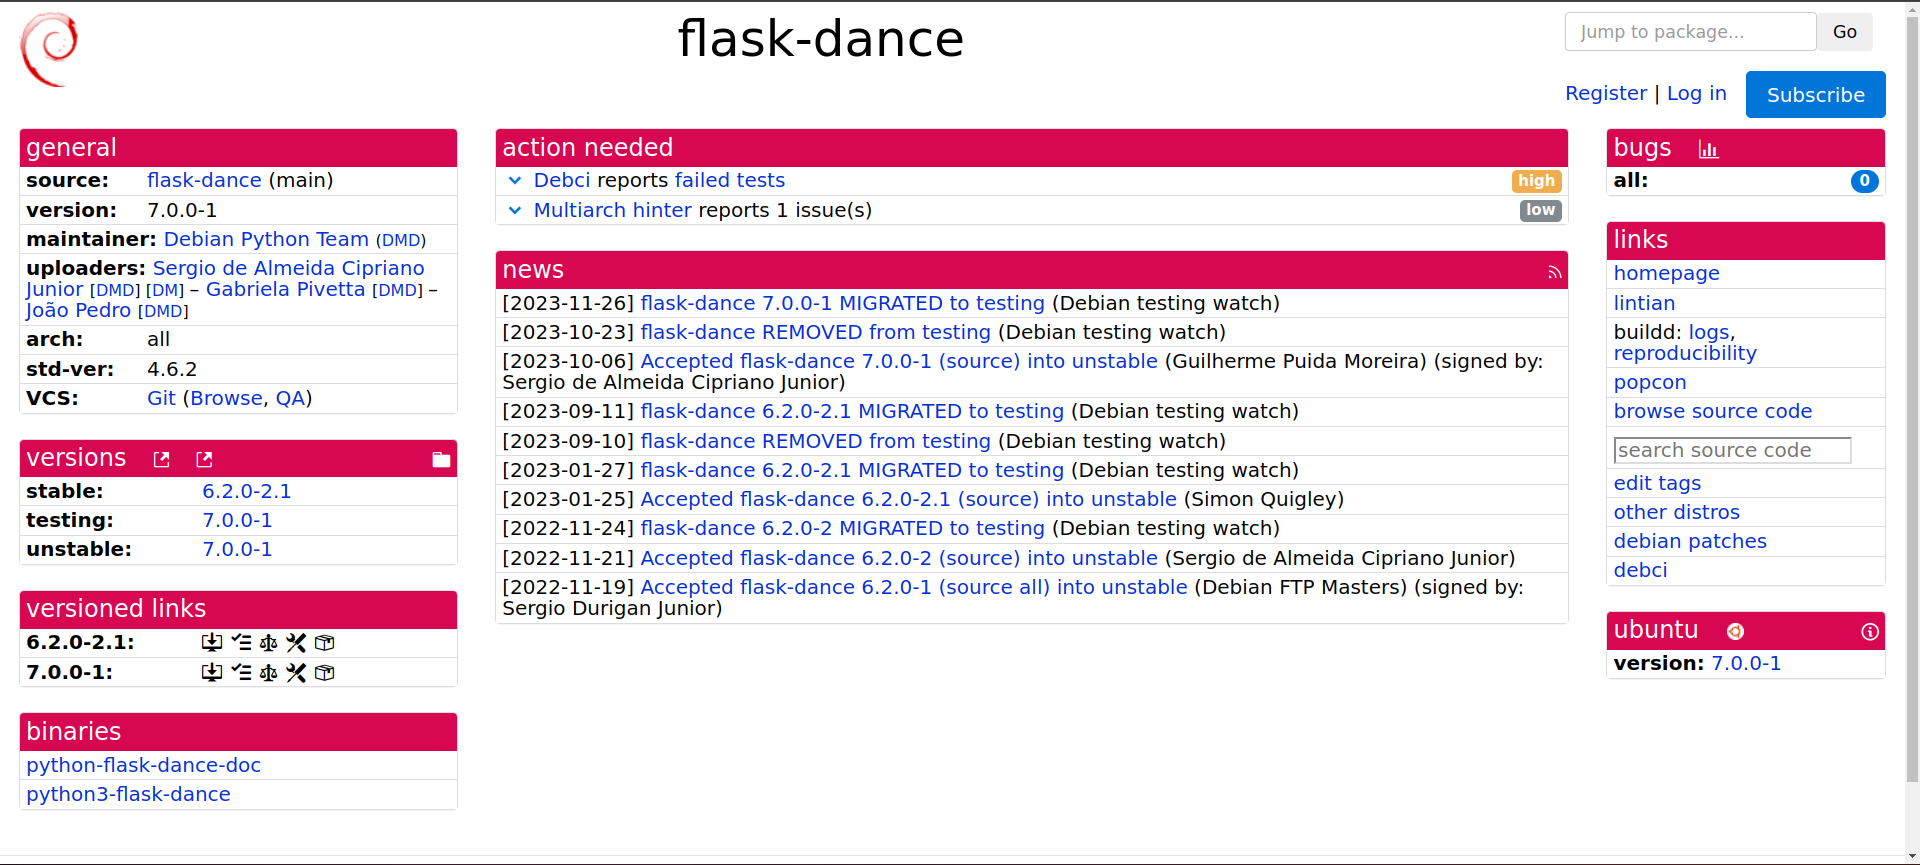 flask-dance
Jump to package...
Go
Register | Log in
Subscribe
general
source: flask-dance (main)
version: 7.0.0-1
maintainer: Debian Python Team (DMD)
uploaders: Sergio de Almeida Cipriano
Junior [DMD] [DM] – Gabriela Pivetta [DMD] –
João Pedro [DMD]
arch: all
std-ver: 4.6.2
VCS: Git (Browse, QA)
versions
stable: 6.2.0-2.1
testing: 7.0.0-1
unstable: 7.0.0-1
versioned links
6.2.0-2.1:
7.0.0-1:
binaries
python-flask-dance-doc
python3-flask-dance
action needed
Debci reports failed tests high
Multiarch hinter reports 1 issue(s) low
news
[2023-11-26] flask-dance 7.0.0-1 MIGRATED to testing (Debian testing watch)
[2023-10-23] flask-dance REMOVED from testing (Debian testing watch)
[2023-10-06] Accepted flask-dance 7.0.0-1 (source) into unstable (Guilherme Puida Moreira) (signed by:
Sergio de Almeida Cipriano Junior)
[2023-09-11] flask-dance 6.2.0-2.1 MIGRATED to testing (Debian testing watch)
[2023-09-10] flask-dance REMOVED from testing (Debian testing watch)
[2023-01-27] flask-dance 6.2.0-2.1 MIGRATED to testing (Debian testing watch)
[2023-01-25] Accepted flask-dance 6.2.0-2.1 (source) into unstable (Simon Quigley)
[2022-11-24] flask-dance 6.2.0-2 MIGRATED to testing (Debian testing watch)
[2022-11-21] Accepted flask-dance 6.2.0-2 (source) into unstable (Sergio de Almeida Cipriano Junior)
[2022-11-19] Accepted flask-dance 6.2.0-1 (source all) into unstable (Debian FTP Masters) (signed by:
Sergio Durigan Junior)
bugs
all: 0
links
homepage
lintian
buildd: logs,
reproducibility
popcon
browse source code
search source code
edit tags
other distros
debian patches
debci
ubuntu
version: 7.0.0-1